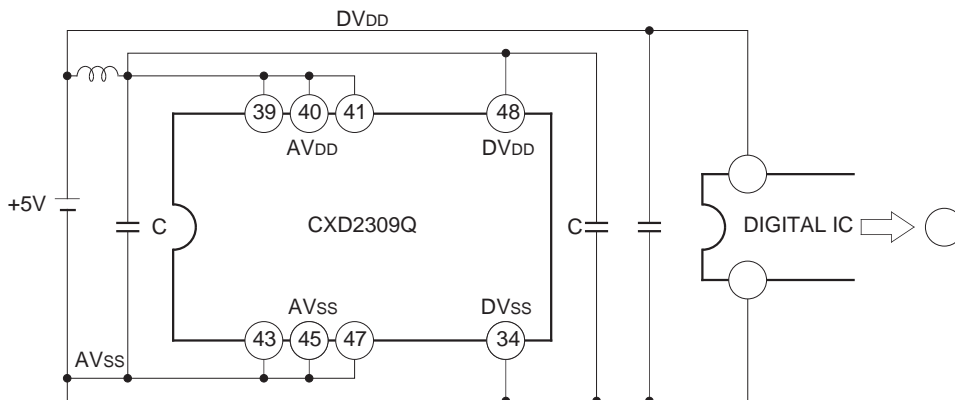 DVDD
39 40 41 48
AVDD DVDD
+5V C CXD2309Q C DIGITAL IC
AVSS DVSS
43 45 47 34
AVSS